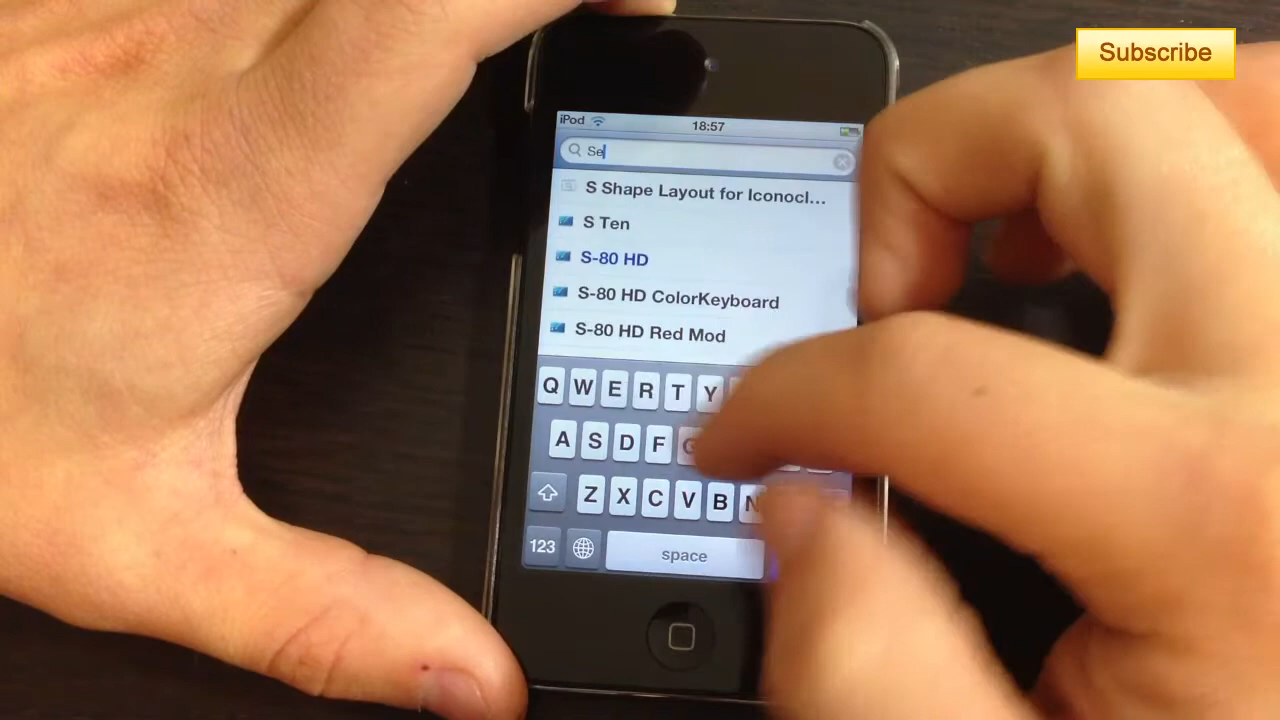 Subscribe
iPod 18:57
Se
S Shape Layout for Iconocl...
S Ten
S-80 HD
S-80 HD ColorKeyboard
S-80 HD Red Mod
Q W E R T Y
A S D F G
Z X C V B N
123 space